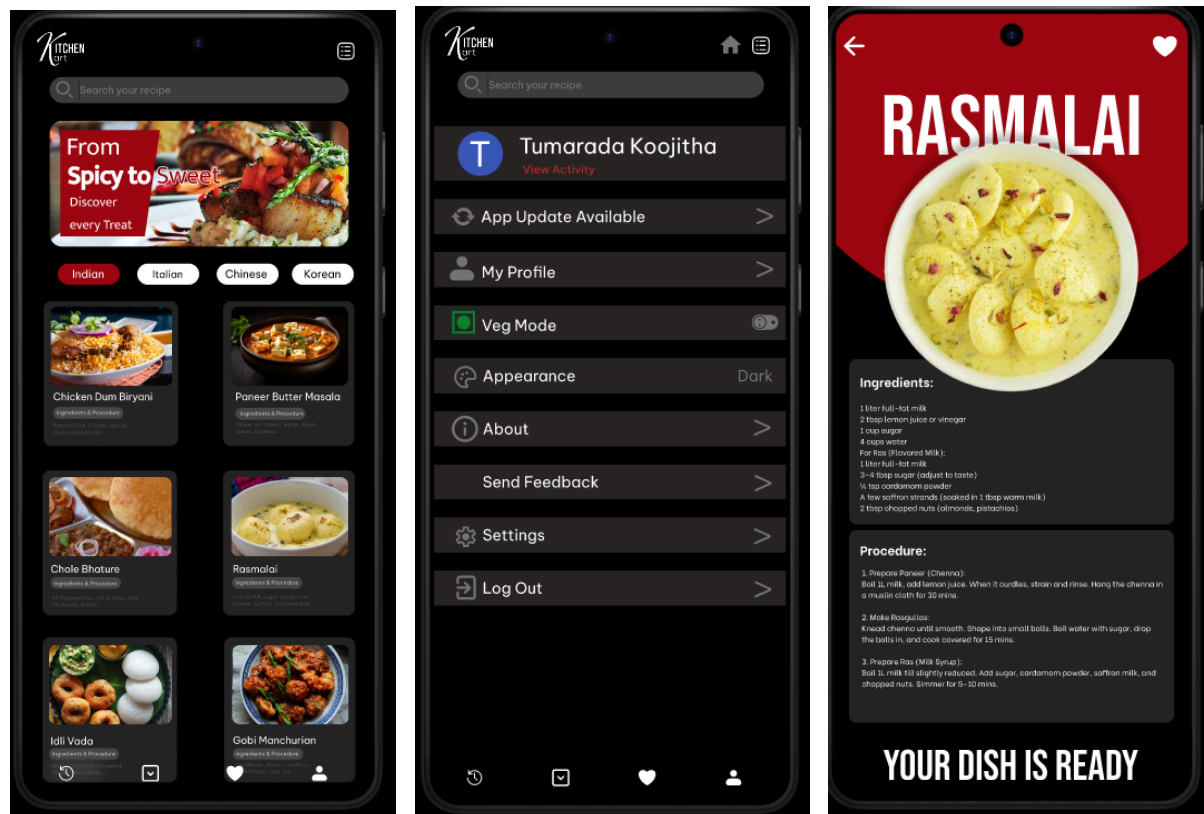 KITCHEN
art
Search your recipe
From
Spicy to Sweet
Discover
every Treat
Indian
Italian
Chinese
Korean
Chicken Dum Biryani
Paneer Butter Masala
Ingredients & Procedure
Ingredients & Procedure
Chole Bhature
Rasmalai
Ingredients & Procedure
Ingredients & Procedure
Idli Vada
Gobi Manchurian
Ingredients & Procedure
Ingredients & Procedure
KITCHEN
art
Search your recipe
T
Tumarada Koojitha
View Activity
App Update Available >
My Profile >
Veg Mode
Appearance Dark
About >
Send Feedback >
Settings >
Log Out >
RASMALAI
Ingredients:
1 liter full-fat milk
2 tbsp lemon juice or vinegar
1 cup sugar
4 cups water
For Ras (Flavored Milk):
1 liter full-fat milk
3-4 tbsp sugar (adjust to taste)
¼ tsp cardamom powder
A few saffron strands (soaked in 1 tbsp warm milk)
2 tbsp chopped nuts (almonds, pistachios)
Procedure:
1. Prepare Paneer (Chenna):
Boil 1L milk, add lemon juice. When it curdles, strain and rinse. Hang the chenna in
a muslin cloth for 30 mins.
2. Make Rasgullas:
Knead chenna until smooth. Shape into small balls. Boil water with sugar, drop
the balls in, and cook covered for 15 mins.
3. Prepare Ras (Milk Syrup):
Boil 1L milk till slightly reduced. Add sugar, cardamom powder, saffron milk, and
chopped nuts. Simmer for 5-10 mins.
YOUR DISH IS READY